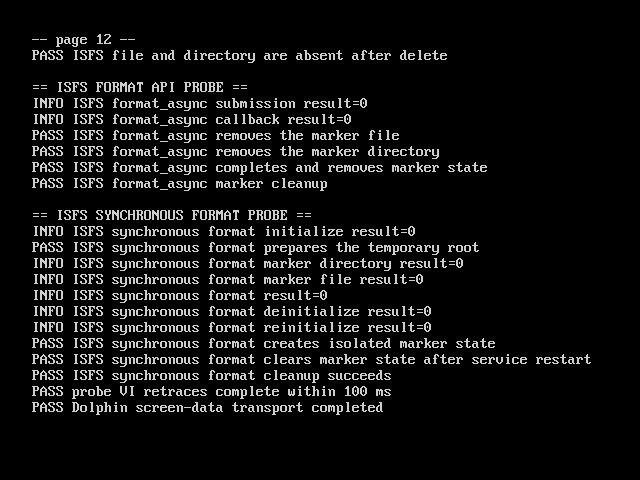 -- page 12 --
PASS ISFS file and directory are absent after delete
== ISFS FORMAT API PROBE ==
INFO ISFS format_async submission result=0
INFO ISFS format_async callback result=0
PASS ISFS format_async removes the marker file
PASS ISFS format_async removes the marker directory
PASS ISFS format_async completes and removes marker state
PASS ISFS format_async marker cleanup
== ISFS SYNCHRONOUS FORMAT PROBE ==
INFO ISFS synchronous format initialize result=0
PASS ISFS synchronous format prepares the temporary root
INFO ISFS synchronous format marker directory result=0
INFO ISFS synchronous format marker file result=0
INFO ISFS synchronous format result=0
INFO ISFS synchronous format deinitialize result=0
INFO ISFS synchronous format reinitialize result=0
PASS ISFS synchronous format creates isolated marker state
PASS ISFS synchronous format clears marker state after service restart
PASS ISFS synchronous format cleanup succeeds
PASS probe VI retraces complete within 100 ms
PASS Dolphin screen-data transport completed